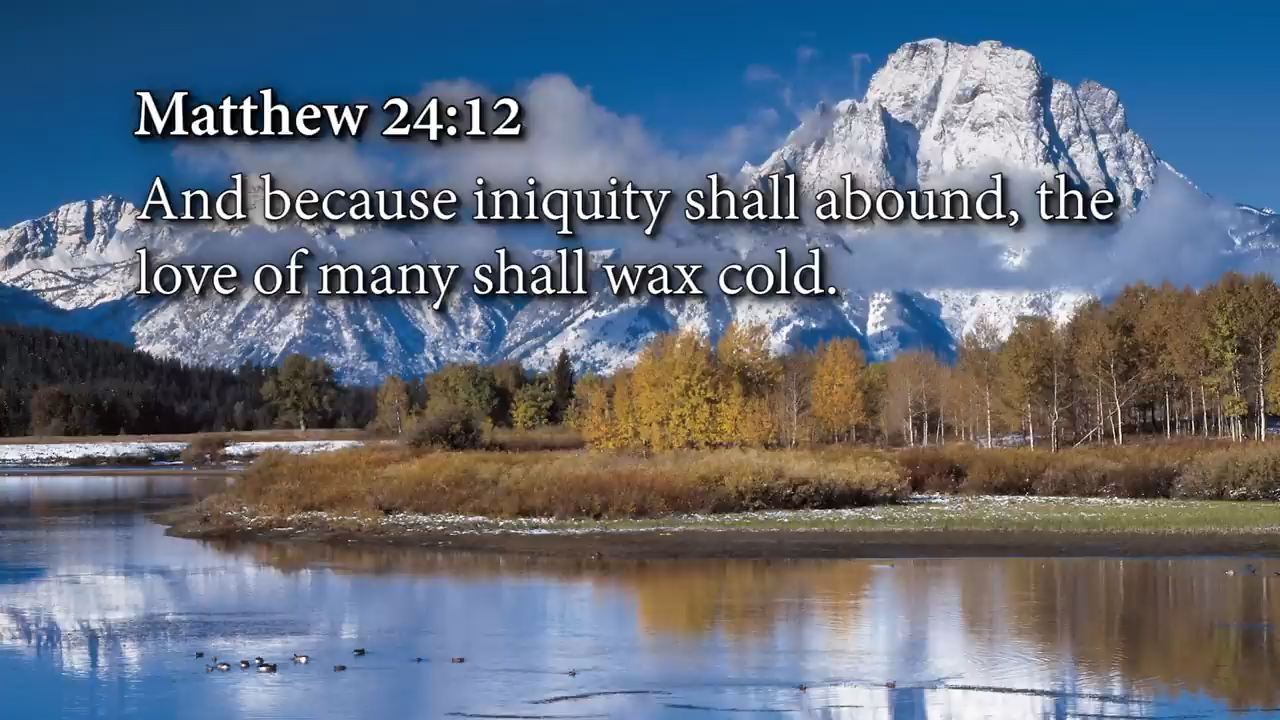 Matthew 24:12
And because iniquity shall abound, the
love of many shall wax cold.